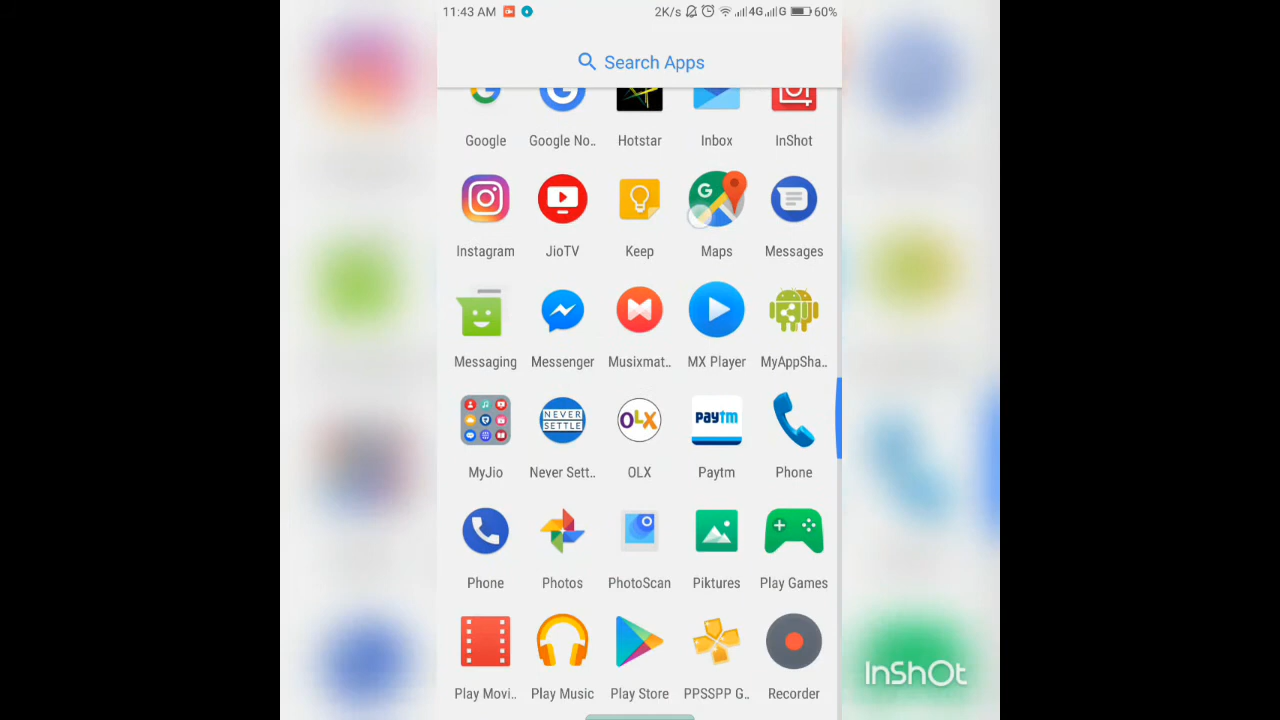 11:43 AM 2K/s 4G G 60%
Search Apps
Google Google No.. Hotstar Inbox InShot
Instagram JioTV Keep Maps Messages
Messaging Messenger Musixmat.. MX Player MyAppSha..
NEVER SETTLE OLX paytm
MyJio Never Sett.. OLX Paytm Phone
Phone Photos PhotoScan Piktures Play Games
Play Movi.. Play Music Play Store PPSSPP G.. Recorder
InShOt